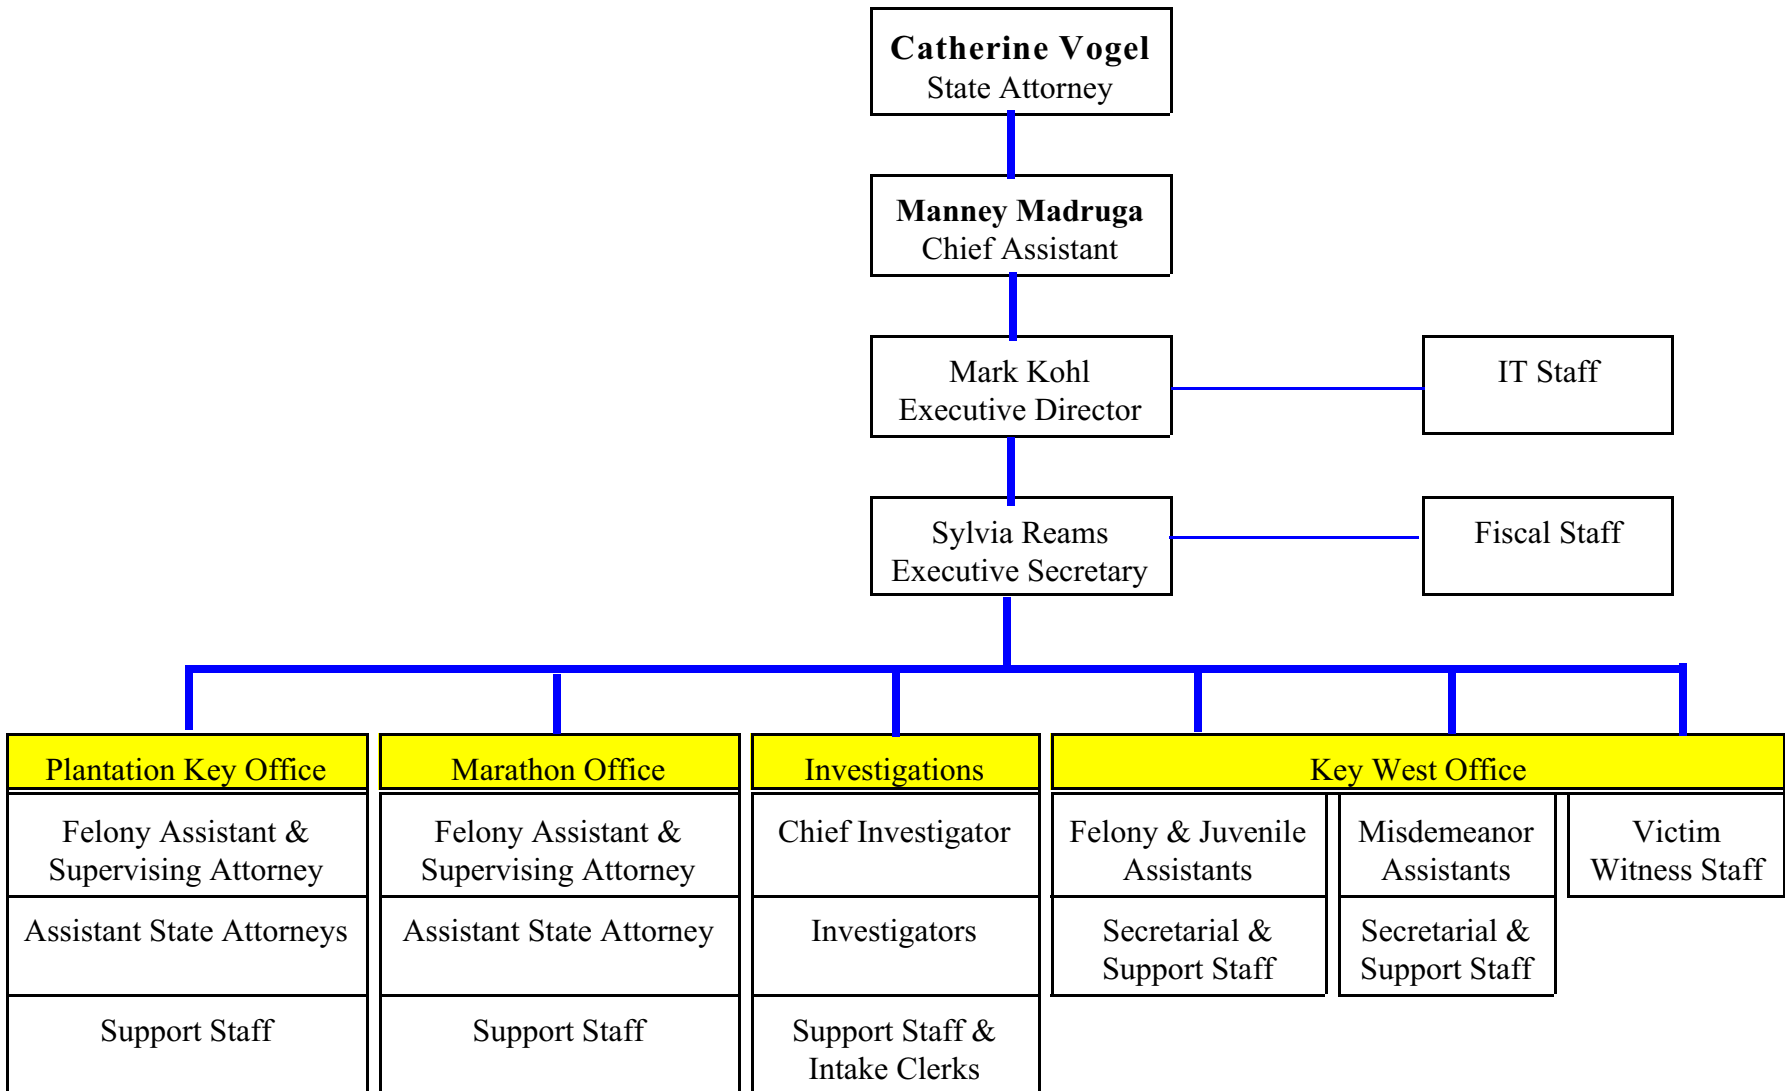 Catherine Vogel
State Attorney
Manney Madruga
Chief Assistant
Mark Kohl
Executive Director
IT Staff
Sylvia Reams
Executive Secretary
Fiscal Staff
Plantation Key Office
Felony Assistant &
Supervising Attorney
Assistant State Attorneys
Support Staff
Marathon Office
Felony Assistant &
Supervising Attorney
Assistant State Attorney
Support Staff
Investigations
Chief Investigator
Investigators
Support Staff &
Intake Clerks
Key West Office
Felony & Juvenile
Assistants
Secretarial &
Support Staff
Misdemeanor
Assistants
Secretarial &
Support Staff
Victim
Witness Staff